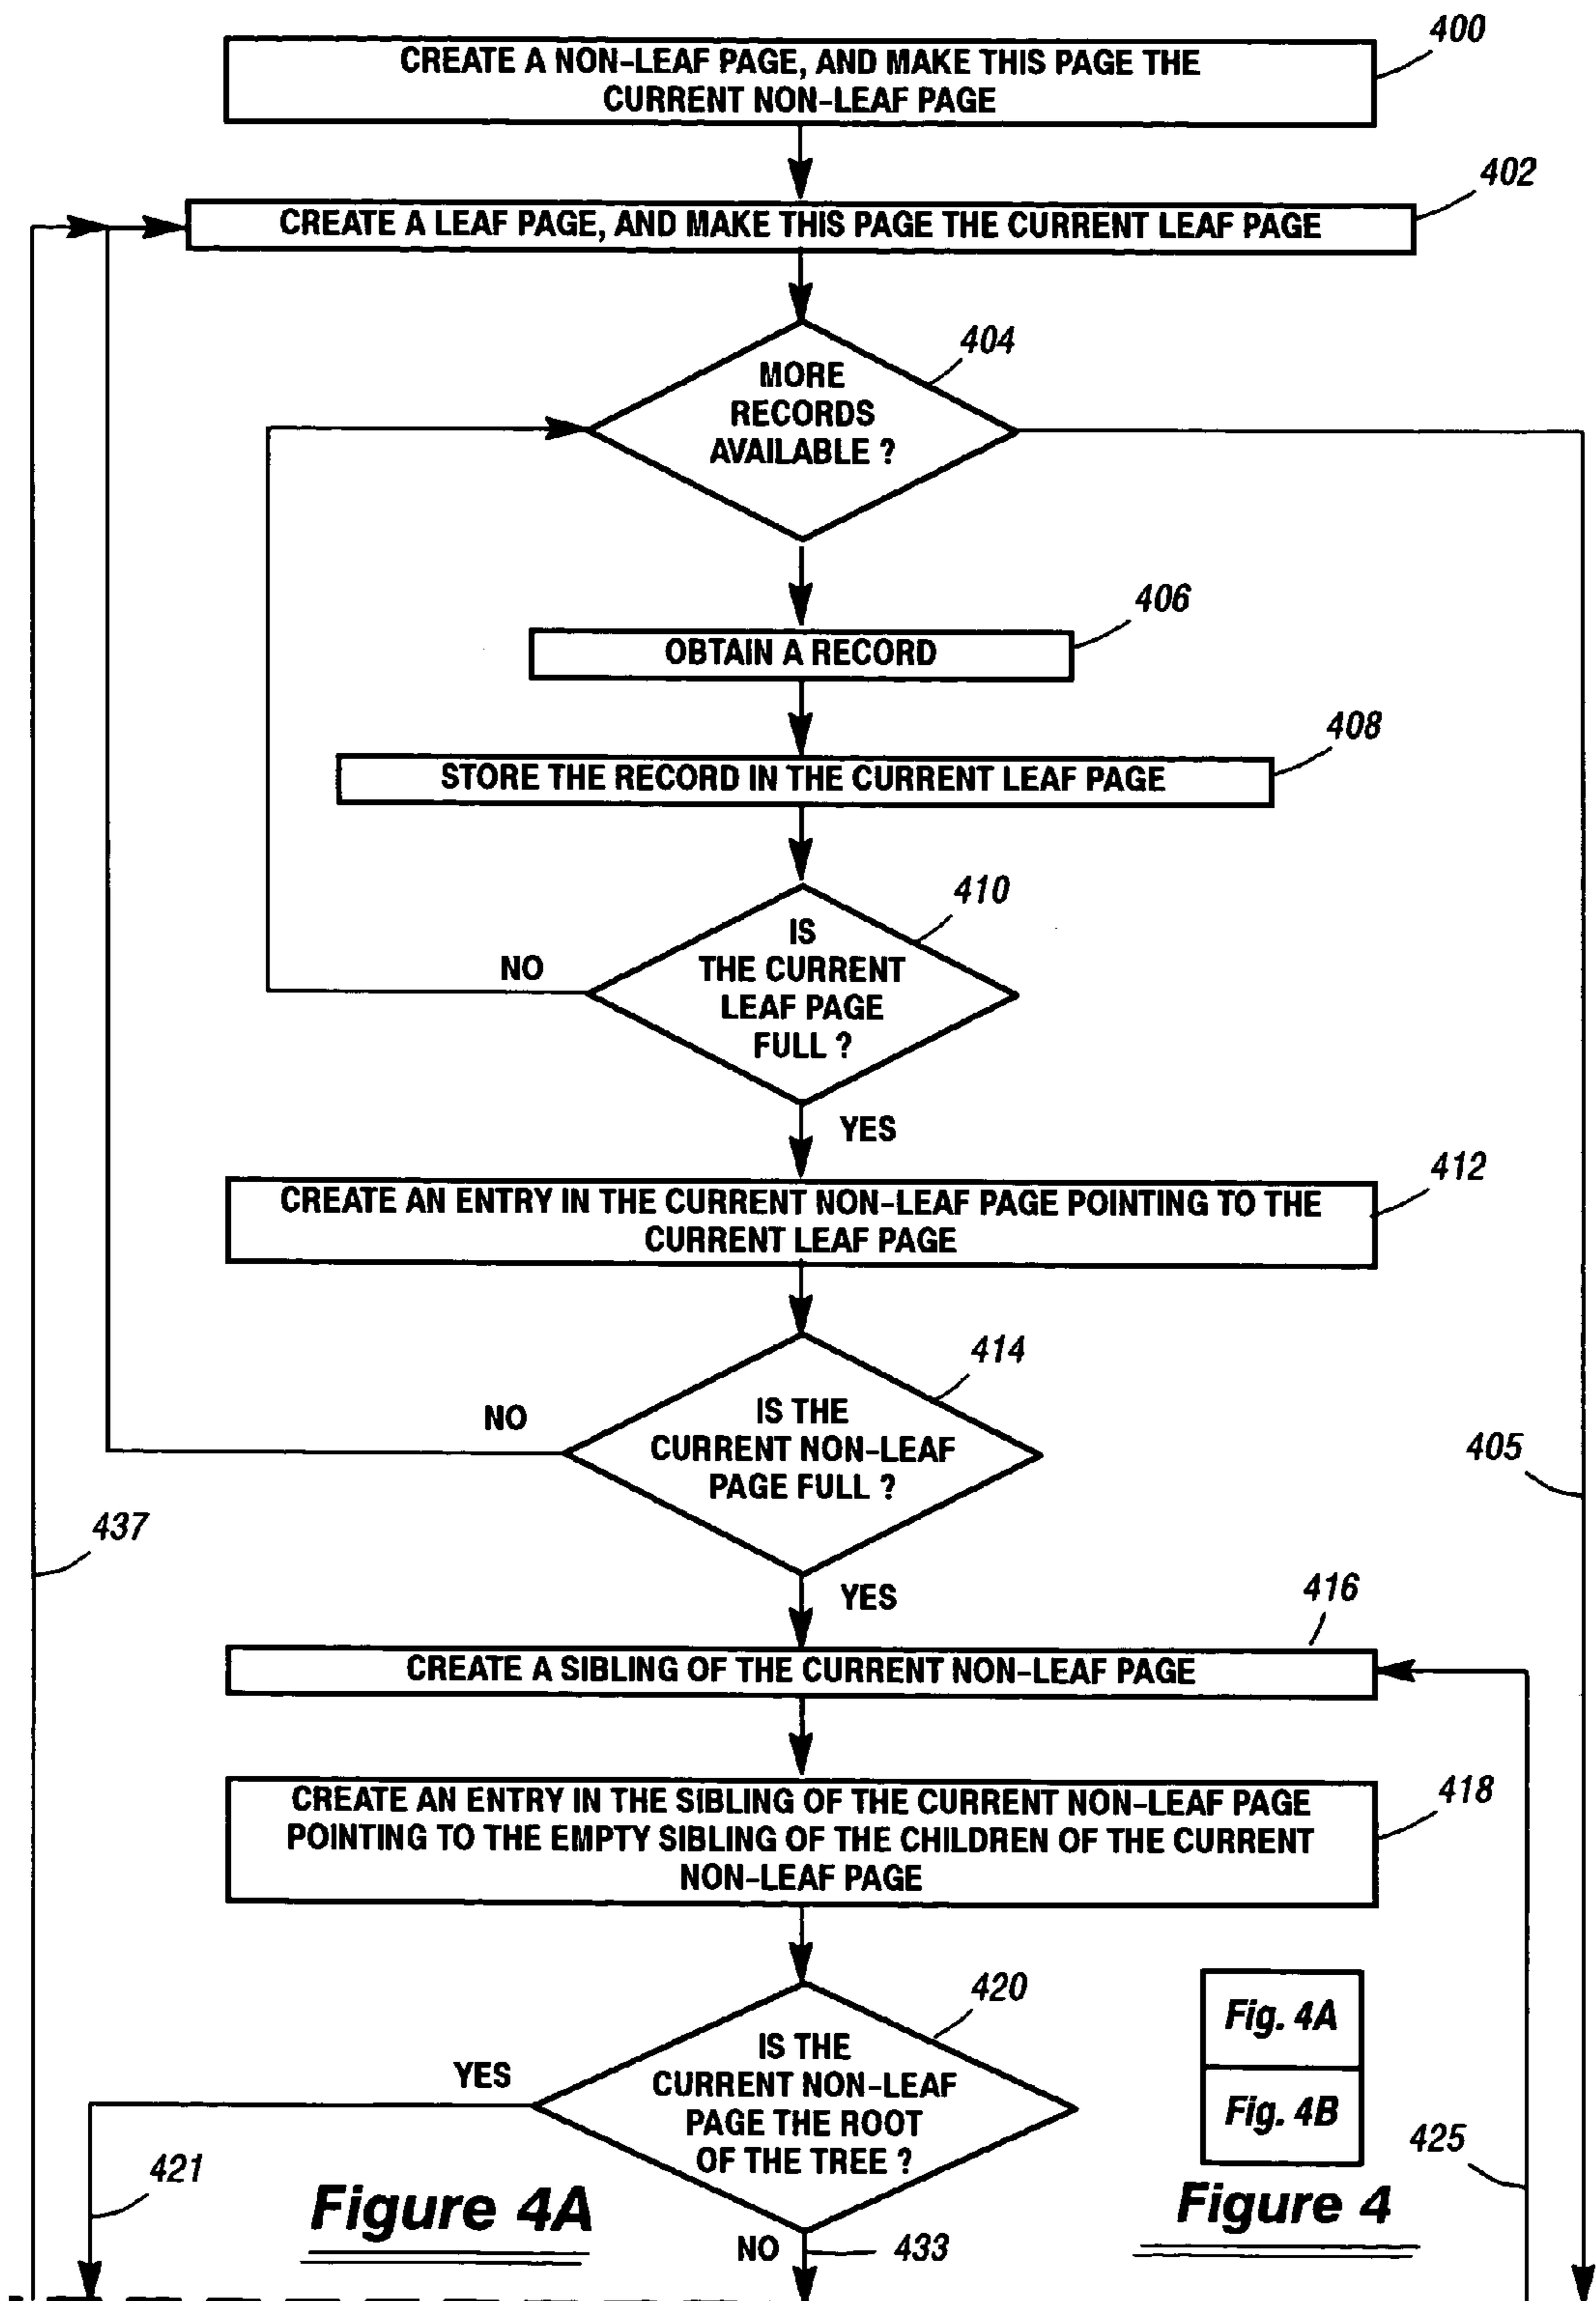 400
CREATE A NON-LEAF PAGE, AND MAKE THIS PAGE THE
CURRENT NON-LEAF PAGE
402
CREATE A LEAF PAGE, AND MAKE THIS PAGE THE CURRENT LEAF PAGE
404
MORE
RECORDS
AVAILABLE ?
406
OBTAIN A RECORD
408
STORE THE RECORD IN THE CURRENT LEAF PAGE
410
IS
THE CURRENT
LEAF PAGE
FULL ?
NO
YES
412
CREATE AN ENTRY IN THE CURRENT NON-LEAF PAGE POINTING TO THE
CURRENT LEAF PAGE
414
IS THE
CURRENT NON-LEAF
PAGE FULL ?
NO
405
437
YES
416
CREATE A SIBLING OF THE CURRENT NON-LEAF PAGE
418
CREATE AN ENTRY IN THE SIBLING OF THE CURRENT NON-LEAF PAGE
POINTING TO THE EMPTY SIBLING OF THE CHILDREN OF THE CURRENT
NON-LEAF PAGE
420
IS THE
CURRENT NON-LEAF
PAGE THE ROOT
OF THE TREE ?
YES
421
Fig. 4A
Fig. 4B
425
Figure 4A
Figure 4
NO
433